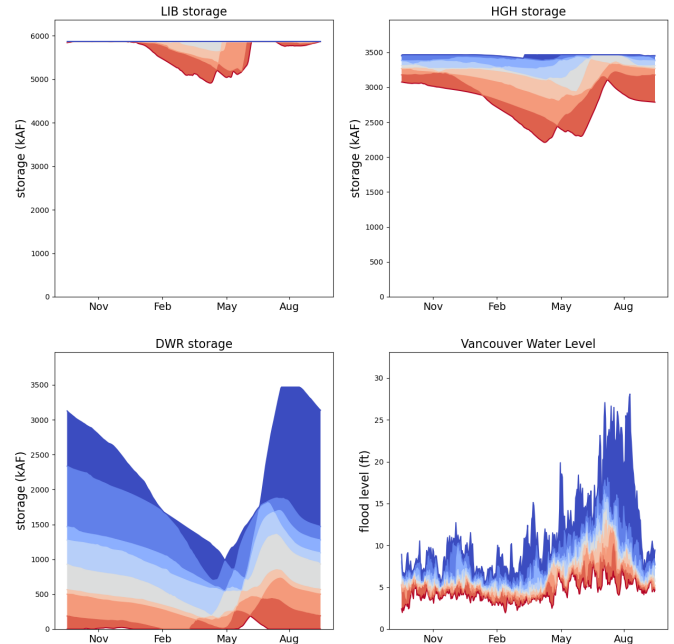 LIB storage
storage (kAF)
6000
5000
4000
3000
2000
1000
0
Nov Feb May Aug
HGH storage
storage (kAF)
3500
3000
2500
2000
1500
1000
500
0
Nov Feb May Aug
DWR storage
storage (kAF)
3500
3000
2500
2000
1500
1000
500
0
Nov Feb May Aug
Vancouver Water Level
flood level (ft)
30
25
20
15
10
5
0
Nov Feb May Aug